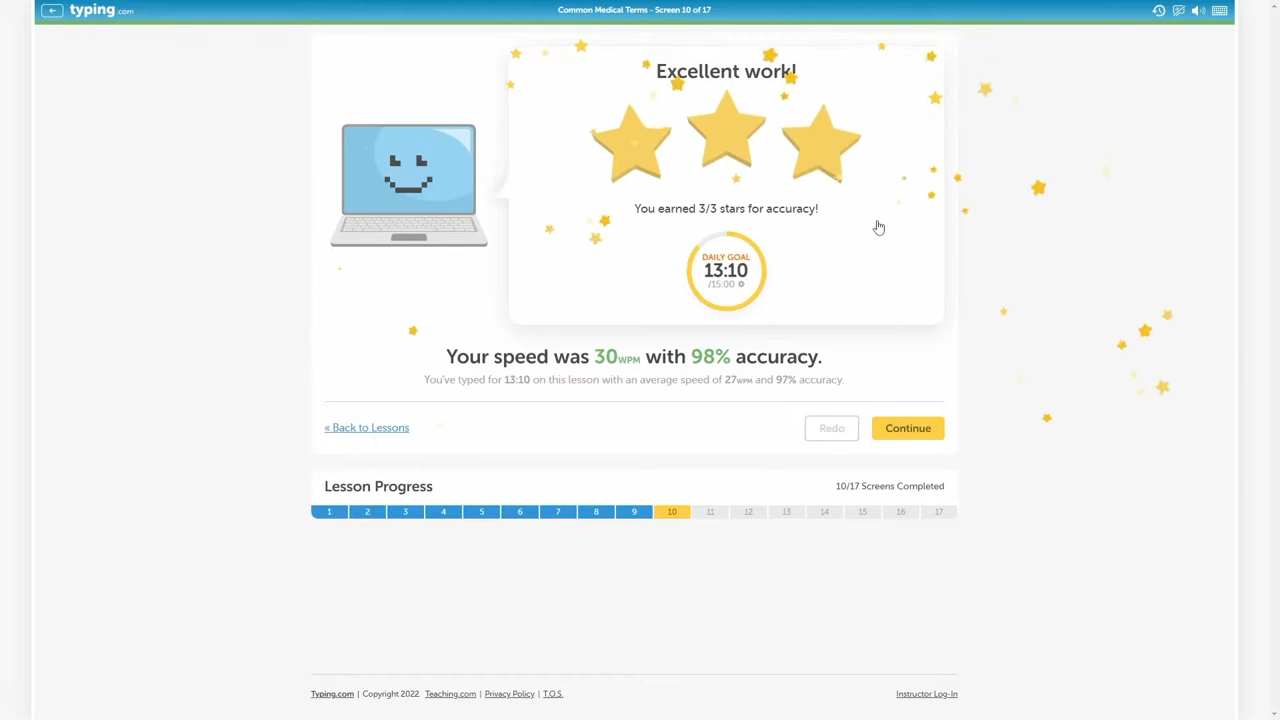 typing.com
Common Medical Terms - Screen 10 of 17
Excellent work!
You earned 3/3 stars for accuracy!
DAILY GOAL
13:10
/15:00
Your speed was 30WPM with 98% accuracy.
You've typed for 13:10 on this lesson with an average speed of 27WPM and 97% accuracy.
« Back to Lessons
Redo
Continue
Lesson Progress
10/17 Screens Completed
1 2 3 4 5 6 7 8 9 10 11 12 13 14 15 16 17
Typing.com | Copyright 2022 Teaching.com | Privacy Policy | T.O.S.
Instructor Log-In